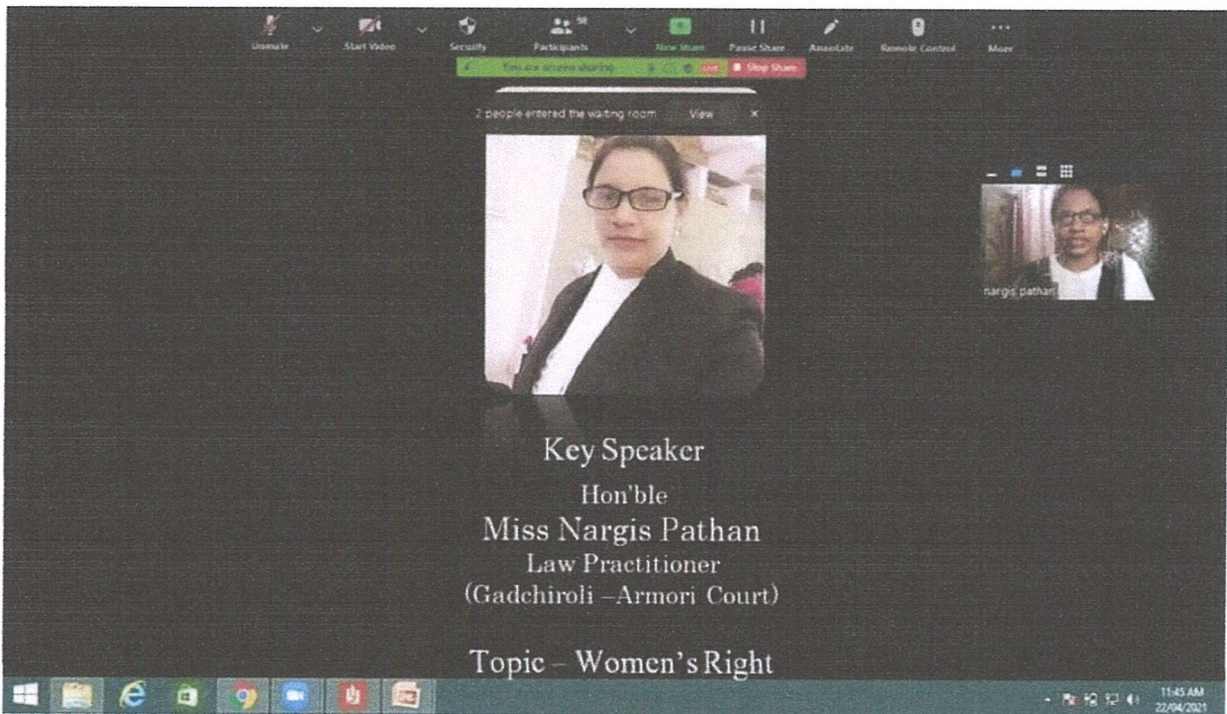 Unmute
Start Video
Security
Participants
98
New Share
Pause Share
Annotate
Remote Control
More
You are screen sharing
LIVE
Stop Share
2 people entered the waiting room
View
nargis pathan
Key Speaker
Hon'ble
Miss Nargis Pathan
Law Practitioner
(Gadchiroli –Armori Court)
Topic – Women's Right
11:45 AM
22/04/2021